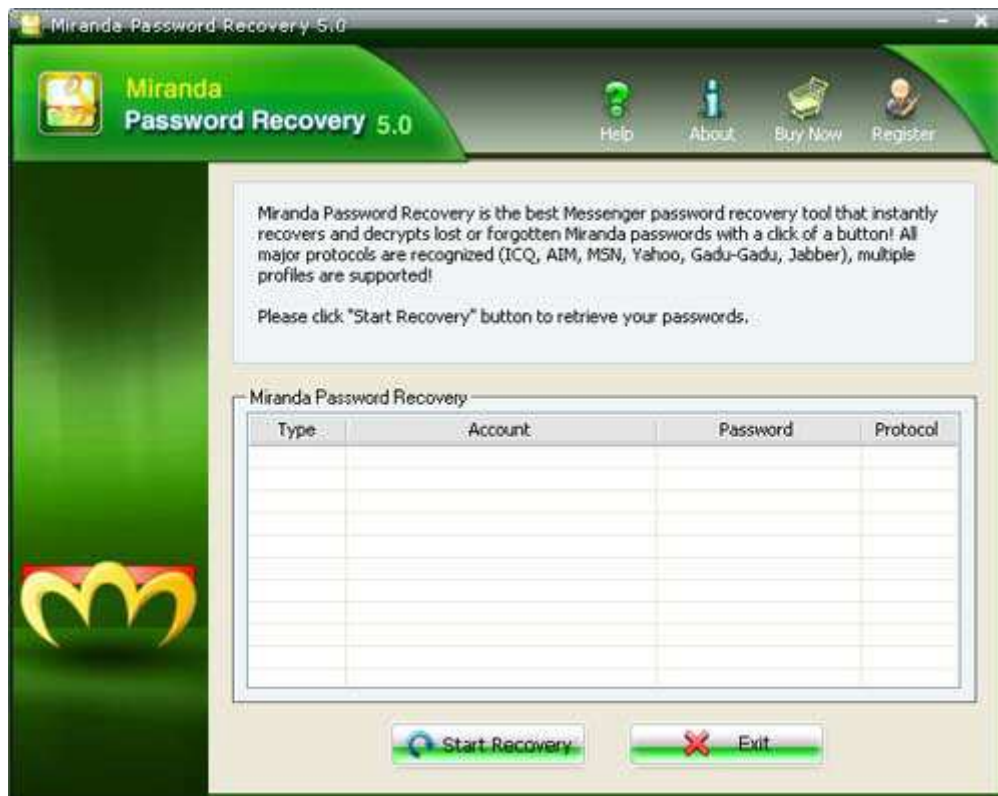 Miranda Password Recovery 5.0
Miranda
Password Recovery 5.0
Help
About
Buy Now
Register
Miranda Password Recovery is the best Messenger password recovery tool that instantly
recovers and decrypts lost or forgotten Miranda passwords with a click of a button! All
major protocols are recognized (ICQ, AIM, MSN, Yahoo, Gadu-Gadu, Jabber), multiple
profiles are supported!
Please click "Start Recovery" button to retrieve your passwords.
Miranda Password Recovery
Type
Account
Password
Protocol
Start Recovery
Exit